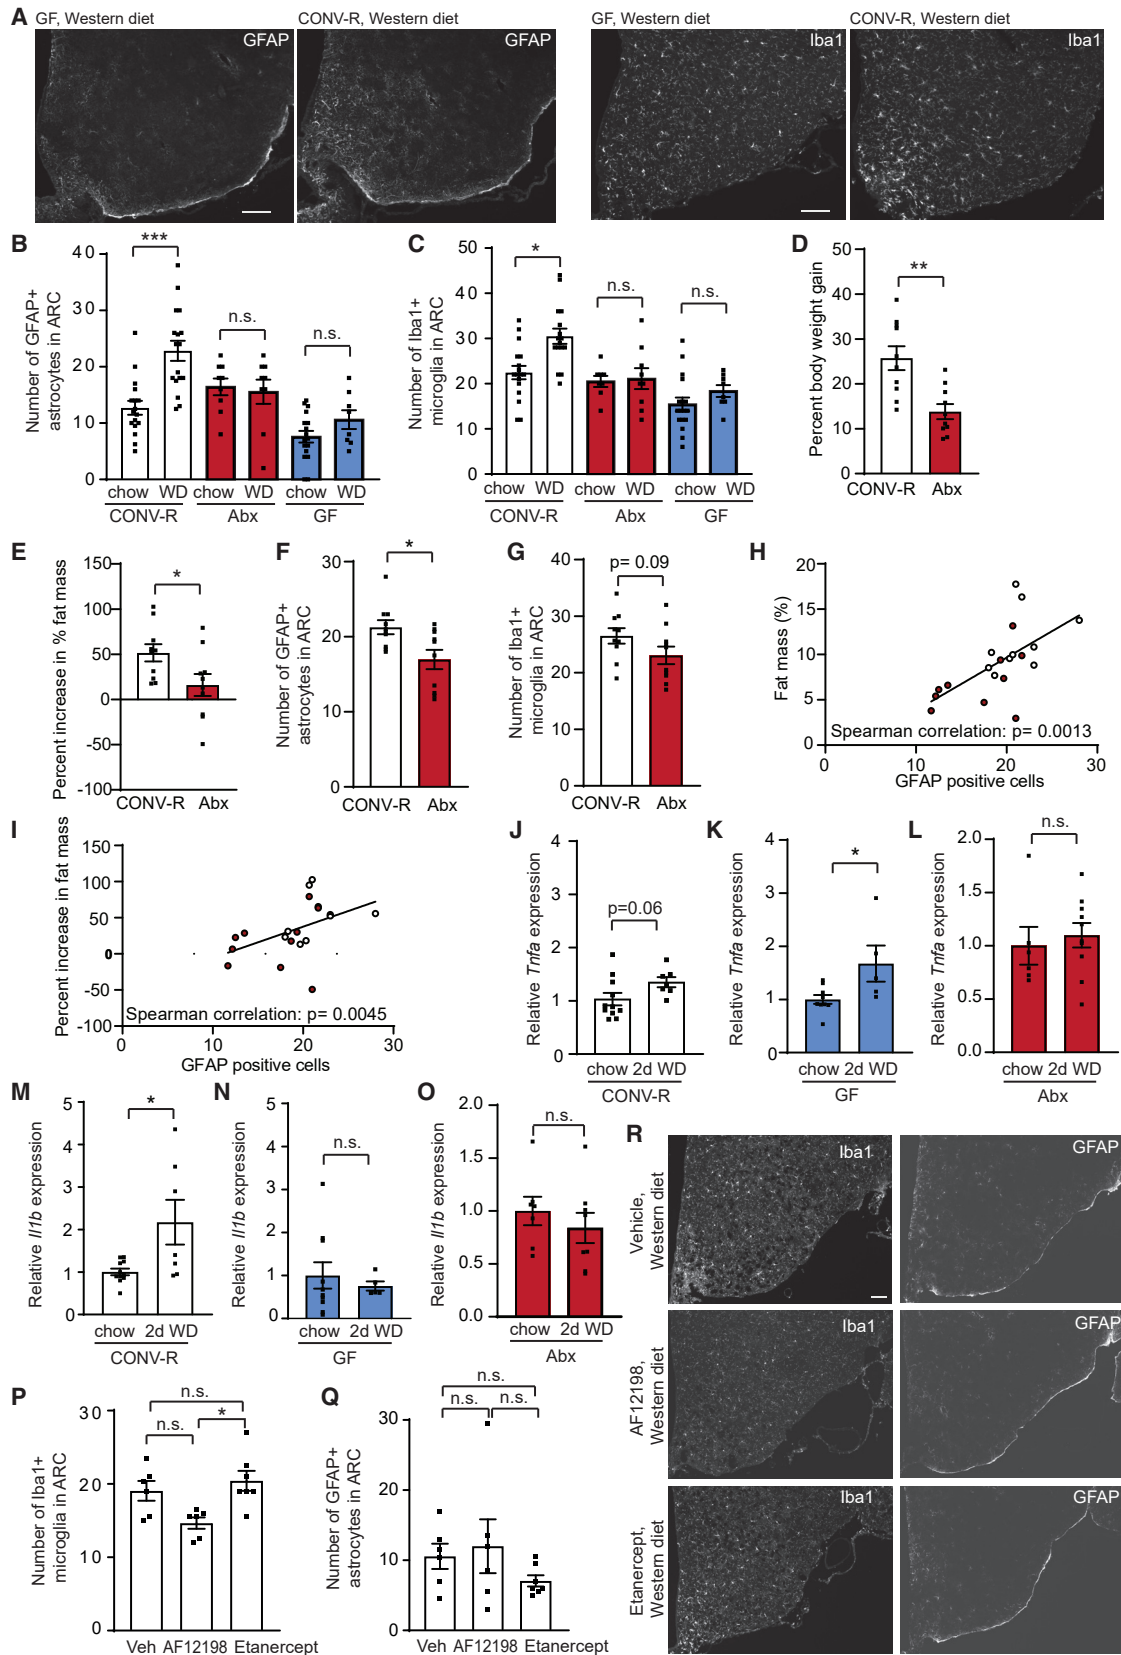 A
GF, Western diet
CONV-R, Western diet
GF, Western diet
CONV-R, Western diet
GFAP
GFAP
Iba1
Iba1
B
Number of GFAP+
astrocytes in ARC
40
30
20
10
0
***
n.s.
n.s.
chow WD chow WD chow WD
CONV-R Abx GF
C
Number of Iba1+
microglia in ARC
50
40
30
20
10
0
*
n.s.
n.s.
chow WD chow WD chow WD
CONV-R Abx GF
D
Percent body weight gain
50
40
30
20
10
0
**
CONV-R Abx
E
Percent increase in % fat mass
150
100
50
0
-50
-100
*
CONV-R Abx
F
Number of GFAP+
astrocytes in ARC
30
20
10
0
*
CONV-R Abx
G
Number of Iba1+
microglia in ARC
40
30
20
10
0
p= 0.09
CONV-R Abx
H
Fat mass (%)
20
15
10
5
0
Spearman correlation: p= 0.0013
0 10 20 30
GFAP positive cells
I
Percent increase in fat mass
150
100
50
0
-50
-100
Spearman correlation: p= 0.0045
0 10 20 30
GFAP positive cells
J
Relative Tnfa expression
4
3
2
1
0
p=0.06
chow 2d WD
CONV-R
K
Relative Tnfa expression
4
3
2
1
0
*
chow 2d WD
GF
L
Relative Tnfa expression
2.0
1.5
1.0
0.5
0.0
n.s.
chow 2d WD
Abx
M
Relative Il1b expression
5
4
3
2
1
0
*
chow 2d WD
CONV-R
N
Relative Il1b expression
5
4
3
2
1
0
n.s.
chow 2d WD
GF
O
Relative Il1b expression
2.0
1.5
1.0
0.5
0.0
n.s.
chow 2d WD
Abx
P
Number of Iba1+
microglia in ARC
30
20
10
0
n.s.
n.s.
*
Veh AF12198 Etanercept
Q
Number of GFAP+
astrocytes in ARC
30
20
10
0
n.s.
n.s.
n.s.
Veh AF12198 Etanercept
R
Vehicle,
Western diet
Iba1
GFAP
AF12198,
Western diet
Iba1
GFAP
Etanercept,
Western diet
Iba1
GFAP